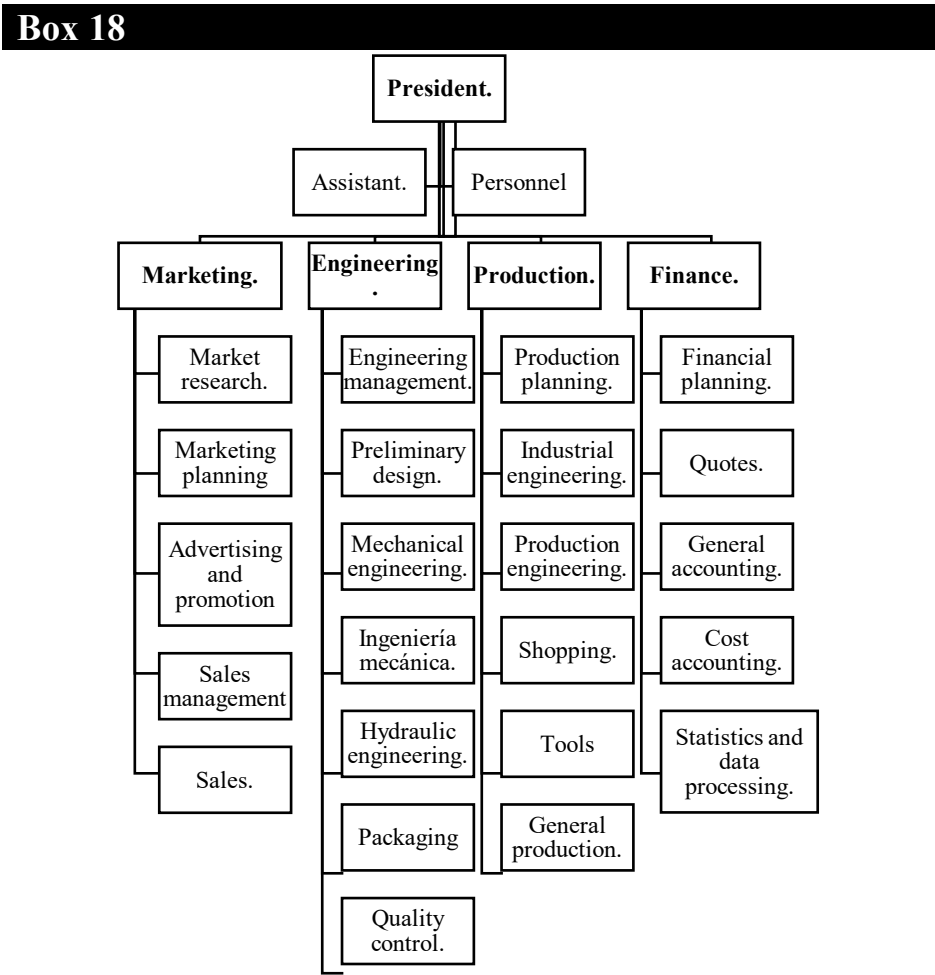 Box 18
President.
Assistant.
Personnel
Marketing.
Engineering
.
Production.
Finance.
Market
research.
Marketing
planning
Advertising
and
promotion
Sales
management
Sales.
Engineering
management.
Preliminary
design.
Mechanical
engineering.
Ingeniería
mecánica.
Hydraulic
engineering.
Packaging
Quality
control.
Production
planning.
Industrial
engineering.
Production
engineering.
Shopping.
Tools
General
production.
Financial
planning.
Quotes.
General
accounting.
Cost
accounting.
Statistics and
data
processing.